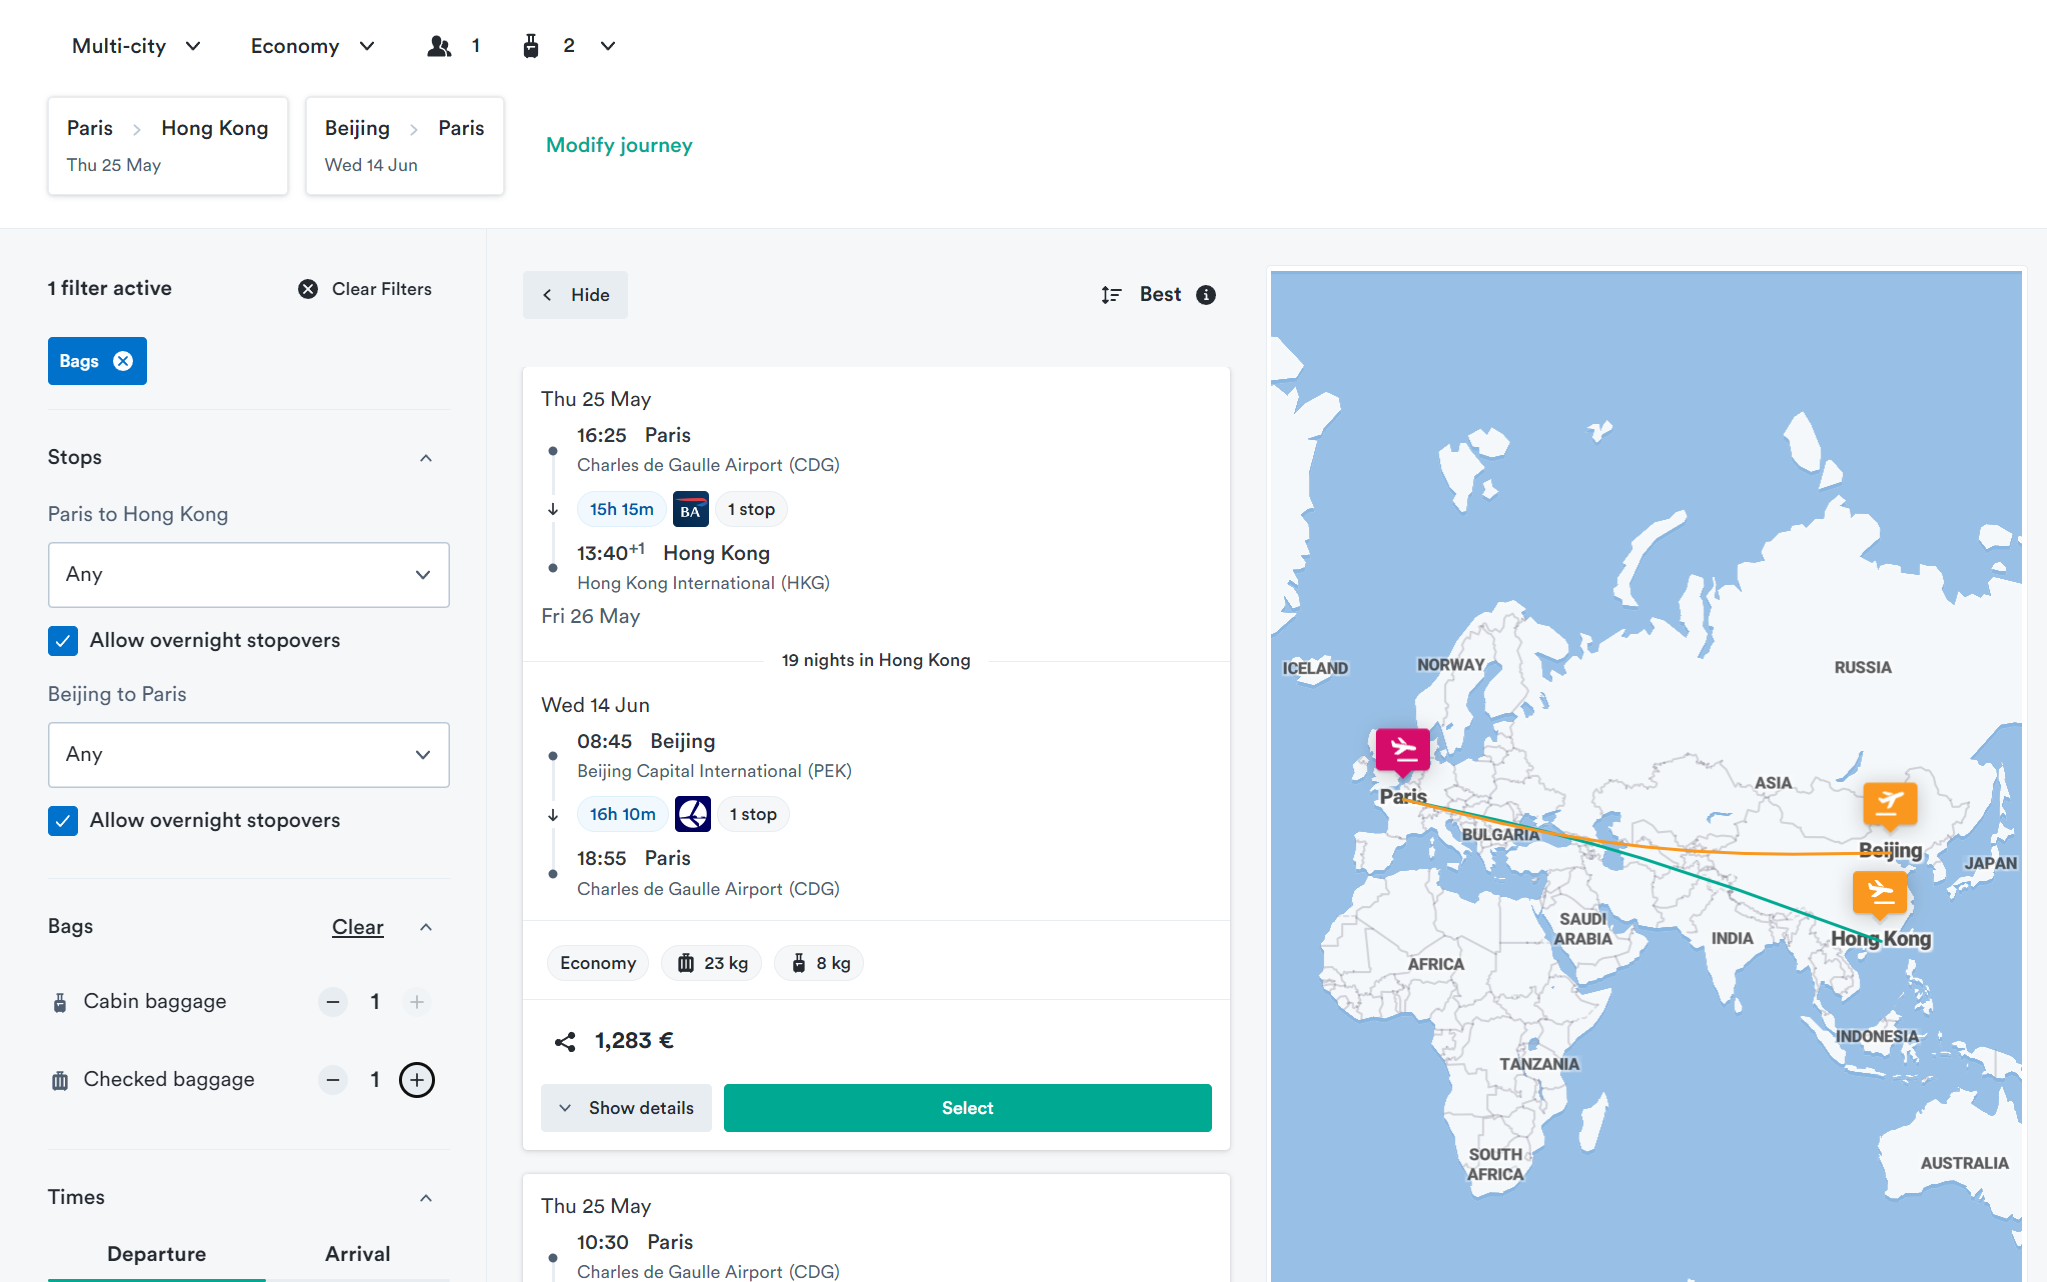 Multi-city Economy 1 2
Paris > Hong Kong
Thu 25 May
Beijing > Paris
Wed 14 Jun
Modify journey
1 filter active
Clear Filters
Bags
Stops
Paris to Hong Kong
Any
Allow overnight stopovers
Beijing to Paris
Any
Allow overnight stopovers
Bags Clear
Cabin baggage − 1 +
Checked baggage − 1 +
Times
Departure Arrival
Hide
Best
Thu 25 May
16:25 Paris
Charles de Gaulle Airport (CDG)
15h 15m BA 1 stop
13:40+1 Hong Kong
Hong Kong International (HKG)
Fri 26 May
19 nights in Hong Kong
Wed 14 Jun
08:45 Beijing
Beijing Capital International (PEK)
16h 10m 1 stop
18:55 Paris
Charles de Gaulle Airport (CDG)
Economy 23 kg 8 kg
1,283 €
Show details
Select
Thu 25 May
10:30 Paris
Charles de Gaulle Airport (CDG)
ICELAND
NORWAY
RUSSIA
ASIA
Paris
BULGARIA
Beijing
JAPAN
SAUDI
ARABIA
INDIA
Hong Kong
AFRICA
INDONESIA
TANZANIA
SOUTH
AFRICA
AUSTRALIA